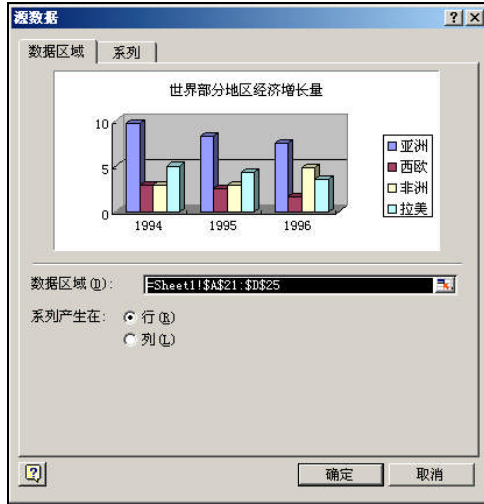 源数据
数据区域 系列
世界部分地区经济增长量
10
5
0
1994 1995 1996
亚洲
西欧
非洲
拉美
数据区域(D): =Sheet1!$A$21:$D$25
系列产生在: 行(R)
列(L)
确定 取消